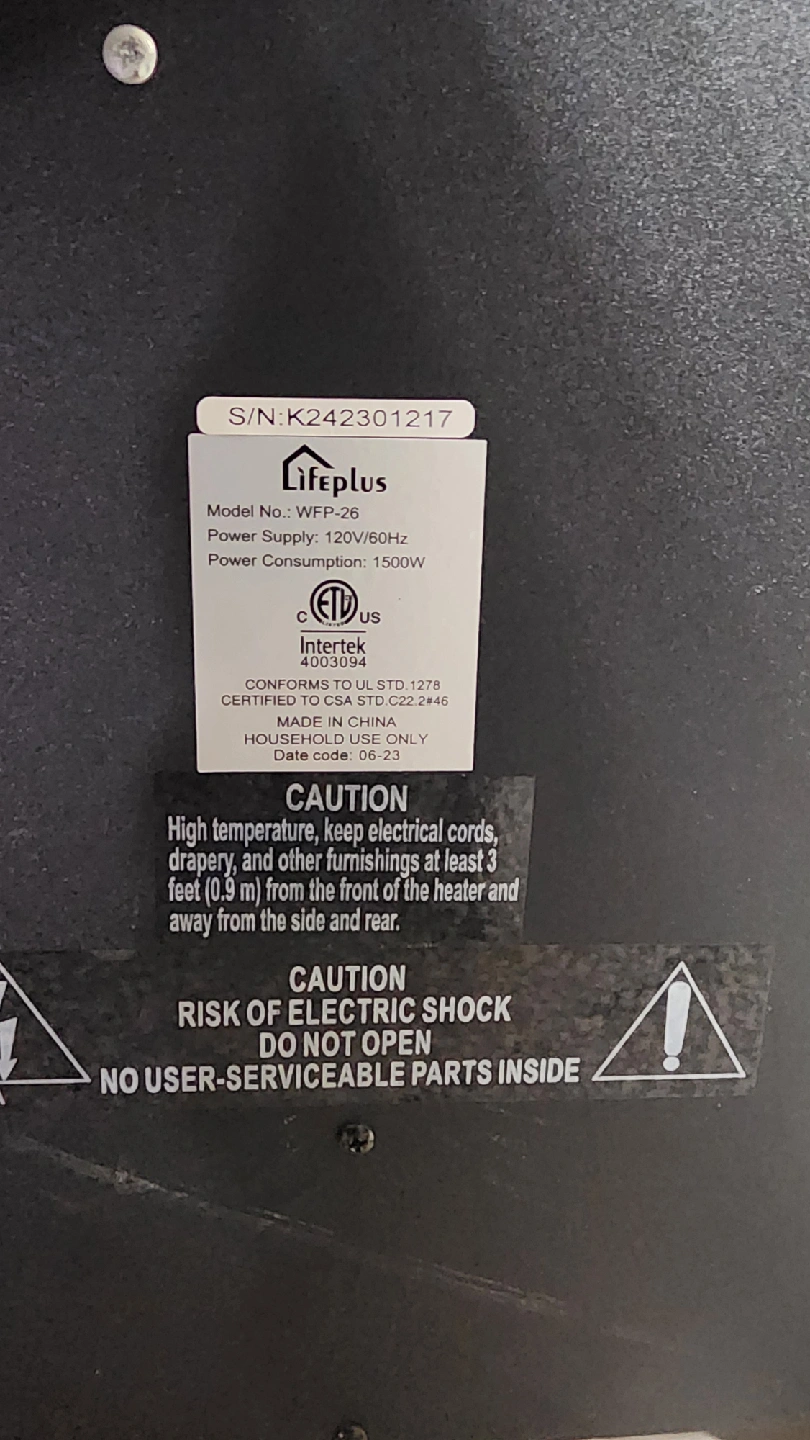 S/N:K242301217
Lifeplus
Model No.: WFP-26
Power Supply: 120V/60Hz
Power Consumption: 1500W
C ETL US
Intertek
4003094
CONFORMS TO UL STD.1278
CERTIFIED TO CSA STD.C22.2#46
MADE IN CHINA
HOUSEHOLD USE ONLY
Date code: 06-23
CAUTION
High temperature, keep electrical cords,
drapery, and other furnishings at least 3
feet (0.9 m) from the front of the heater and
away from the side and rear.
CAUTION
RISK OF ELECTRIC SHOCK
DO NOT OPEN
NO USER-SERVICEABLE PARTS INSIDE